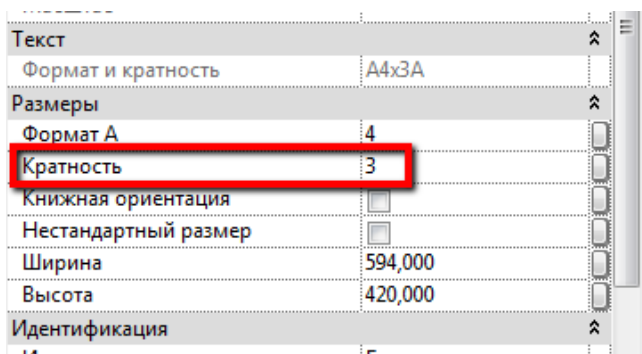 Текст
Формат и кратность A4x3A
Размеры
Формат А 4
Кратность 3
Книжная ориентация
Нестандартный размер
Ширина 594,000
Высота 420,000
Идентификация